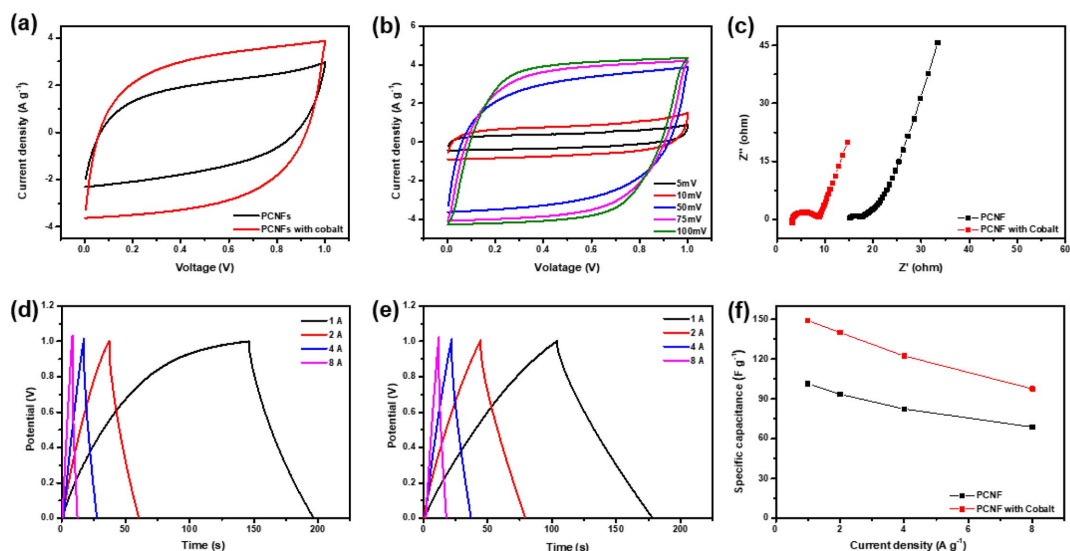 (a)
Current density (A g⁻¹)
4
2
0
-2
-4
0.0 0.2 0.4 0.6 0.8 1.0
Voltage (V)
PCNFs
PCNFs with cobalt
(b)
Current density (A g⁻¹)
6
4
2
0
-2
-4
0.0 0.2 0.4 0.6 0.8 1.0
Volatage (V)
5mV
10mV
50mV
75mV
100mV
(c)
Z'' (ohm)
45
30
15
0
0 10 20 30 40 50 60
Z' (ohm)
PCNF
PCNF with Cobalt
(d)
Potential (V)
1.2
1.0
0.8
0.6
0.4
0.2
0.0
0 50 100 150 200
Time (s)
1 A
2 A
4 A
8 A
(e)
Potential (V)
1.2
1.0
0.8
0.6
0.4
0.2
0.0
0 50 100 150 200
Time (s)
1 A
2 A
4 A
8 A
(f)
Specific capacitance (F g⁻¹)
150
120
90
60
30
0
0 2 4 6 8
Current density (A g⁻¹)
PCNF
PCNF with Cobalt